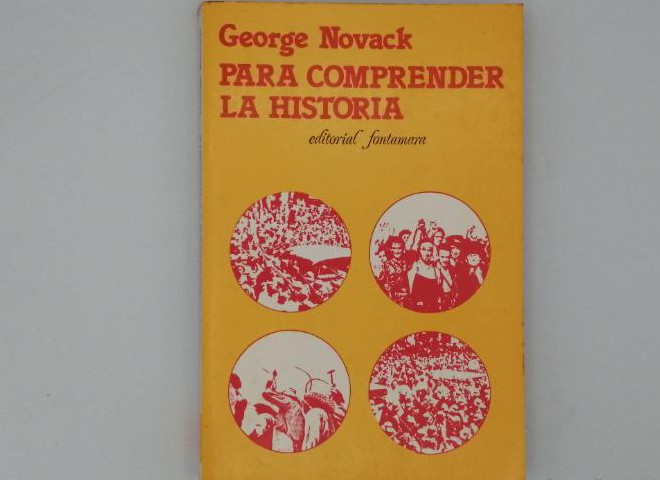 George Novack
PARA COMPRENDER
LA HISTORIA
editorial fontamara